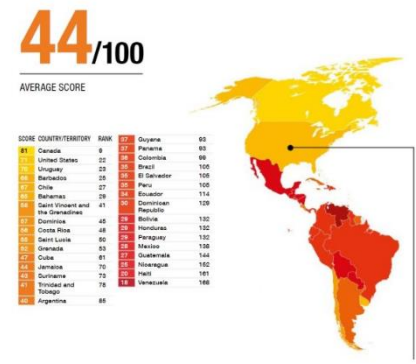 44/100
AVERAGE SCORE
SCORE COUNTRY/TERRITORY RANK
81 Canada 9
71 United States 22
70 Uruguay 23
68 Barbados 25
67 Chile 27
65 Bahamas 29
58 Saint Vincent and 41
the Grenadines
57 Dominica 45
56 Costa Rica 48
55 Saint Lucia 50
52 Grenada 53
47 Cuba 61
44 Jamaica 70
43 Suriname 73
41 Trinidad and 78
Tobago
40 Argentina 85
37 Guyana 93
37 Panama 93
36 Colombia 99
35 Brazil 105
35 El Salvador 105
35 Peru 105
34 Ecuador 114
30 Dominican 129
Republic
29 Bolivia 132
29 Honduras 132
29 Paraguay 132
28 Mexico 138
27 Guatemala 144
25 Nicaragua 152
20 Haiti 161
18 Venezuela 168